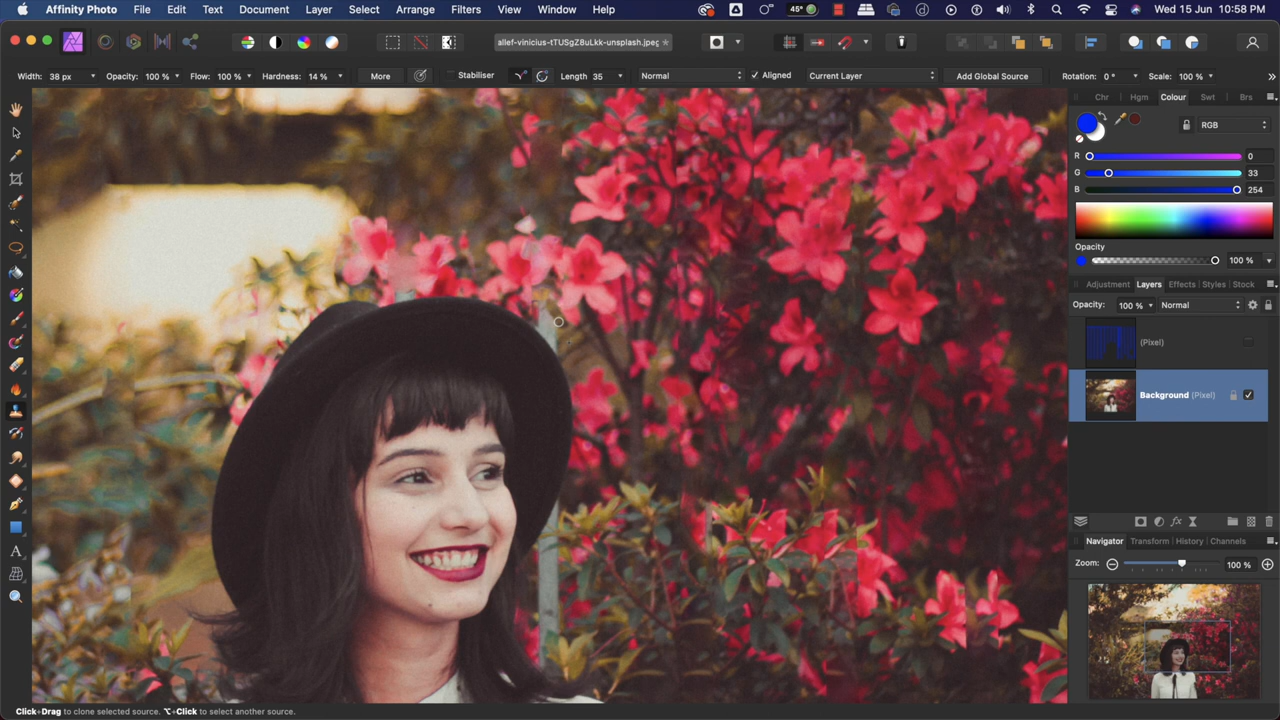 Affinity Photo File Edit Text Document Layer Select Arrange Filters View Window Help 45° Wed 15 Jun 10:58 PM
allef-vinicius-tTUSgZ8uLkk-unsplash.jpeg *
Width: 38 px Opacity: 100 % Flow: 100 % Hardness: 14 % More Stabiliser Length 35 Normal Aligned Current Layer Add Global Source Rotation: 0 ° Scale: 100 %
Chr Hgm Colour Swt Brs
RGB
R 0
G 33
B 254
Opacity
100 %
Adjustment Layers Effects Styles Stock
Opacity: 100 % Normal
(Pixel)
Background (Pixel)
Navigator Transform History Channels
Zoom: 100 %
Click+Drag to clone selected source. ⌥+Click to select another source.